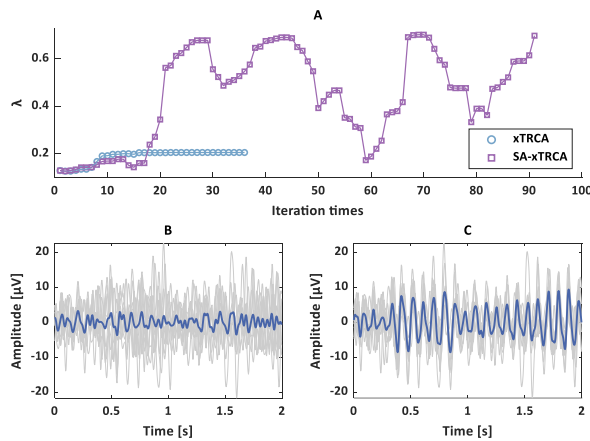 A
0.6
0.4
0.2
λ
xTRCA
SA-xTRCA
0 10 20 30 40 50 60 70 80 90 100
Iteration times
B
20
10
0
-10
-20
Amplitude [µV]
0 0.5 1 1.5 2
Time [s]
C
20
10
0
-10
-20
Amplitude [µV]
0 0.5 1 1.5 2
Time [s]